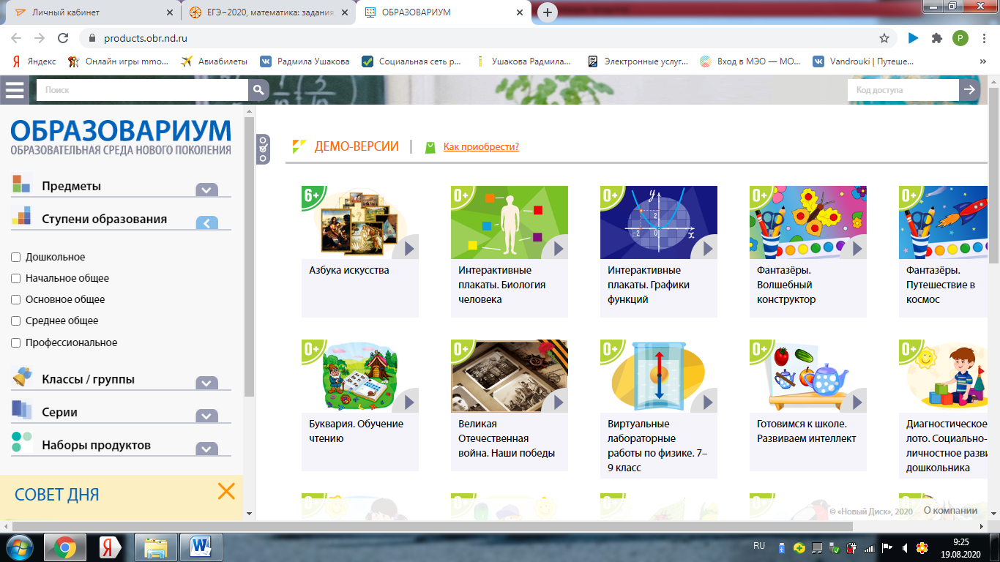 Личный кабинет
ЕГЭ–2020, математика: задания
ОБРАЗОВАРИУМ
products.obr.nd.ru
P
Яндекс
Онлайн игры mmo...
Авиабилеты
Радмила Ушакова
Социальная сеть р...
Ушакова Радмила...
Электронные услуг...
Вход в МЭО — МО...
Vandrouki | Путеше...
Поиск
Код доступа
ОБРАЗОВАРИУМ
ОБРАЗОВАТЕЛЬНАЯ СРЕДА НОВОГО ПОКОЛЕНИЯ
Предметы
Ступени образования
Дошкольное
Начальное общее
Основное общее
Среднее общее
Профессиональное
Классы / группы
Серии
Наборы продуктов
СОВЕТ ДНЯ
ДЕМО-ВЕРСИИ
Как приобрести?
6+
Азбука искусства
0+
Интерактивные
плакаты. Биология
человека
0+
y
2
-2
0
x
Интерактивные
плакаты. Графики
функций
0+
Фантазёры.
Волшебный
конструктор
0+
Фантазёры.
Путешествие в
космос
0+
Буквария. Обучение
чтению
0+
Великая
Отечественная
война. Наши победы
0+
Виртуальные
лабораторные
работы по физике. 7–
9 класс
0+
Готовимся к школе.
Развиваем интеллект
0+
Диагностическое
лото. Социально-
личностное разви
дошкольника
© «Новый Диск», 2020
О компании
RU
9:25
19.08.2020